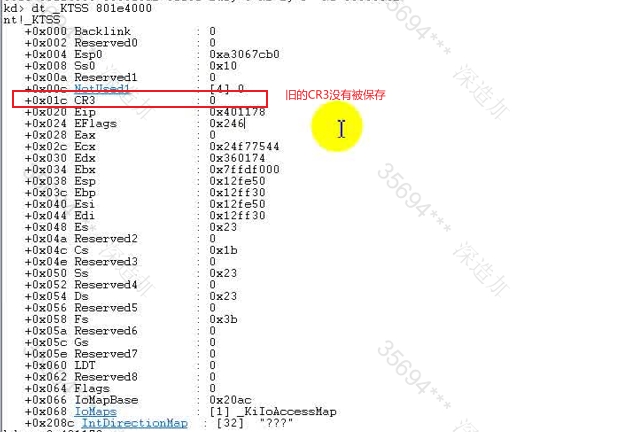 kd> dt _KTSS 801e4000
nt!_KTSS
+0x000 Backlink : 0
+0x002 Reserved0 : 0
+0x004 Esp0 : 0xa3067cb0
+0x008 Ss0 : 0x10
+0x00a Reserved1 : 0
+0x00c NotUsed1 : [4] 0
+0x01c CR3 : 0
旧的CR3没有被保存
+0x020 Eip : 0x401178
+0x024 EFlags : 0x246
+0x028 Eax : 0
+0x02c Ecx : 0x24f77544
+0x030 Edx : 0x360174
+0x034 Ebx : 0x7ffdf000
+0x038 Esp : 0x12fe50
+0x03c Ebp : 0x12ff30
+0x040 Esi : 0x12fe50
+0x044 Edi : 0x12ff30
+0x048 Es : 0x23
+0x04a Reserved2 : 0
+0x04c Cs : 0x1b
+0x04e Reserved3 : 0
+0x050 Ss : 0x23
+0x052 Reserved4 : 0
+0x054 Ds : 0x23
+0x056 Reserved5 : 0
+0x058 Fs : 0x3b
+0x05a Reserved6 : 0
+0x05c Gs : 0
+0x05e Reserved7 : 0
+0x060 LDT : 0
+0x062 Reserved8 : 0
+0x064 Flags : 0
+0x066 IoMapBase : 0x20ac
+0x068 IoMaps : [1] _KiIoAccessMap
+0x208c IntDirectionMap : [32] "???"
35694***
35694***
35694***